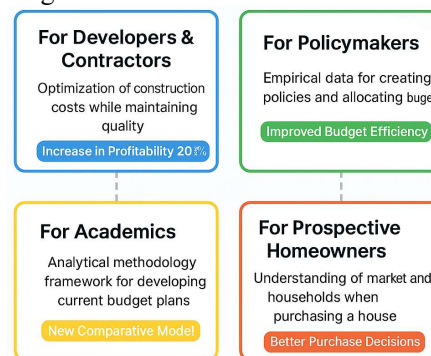 For Developers &
Contractors
Optimization of construction
costs while maintaining
quality
Increase in Profitability
For Policymakers
Empirical data for creating
policies and allocating
Improved Budget Efficiency
For Academics
Analytical methodology
framework for developing
current budget plans
New Comparative Model
For Prospective
Homeowners
Understanding of market and
households when
purchasing a house
Better Purchase Decisions